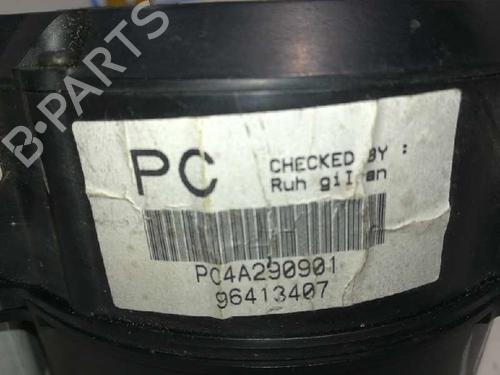 B-PARTS
PC
CHECKED BY :
Ruh gil an
PC4A290901
96413407